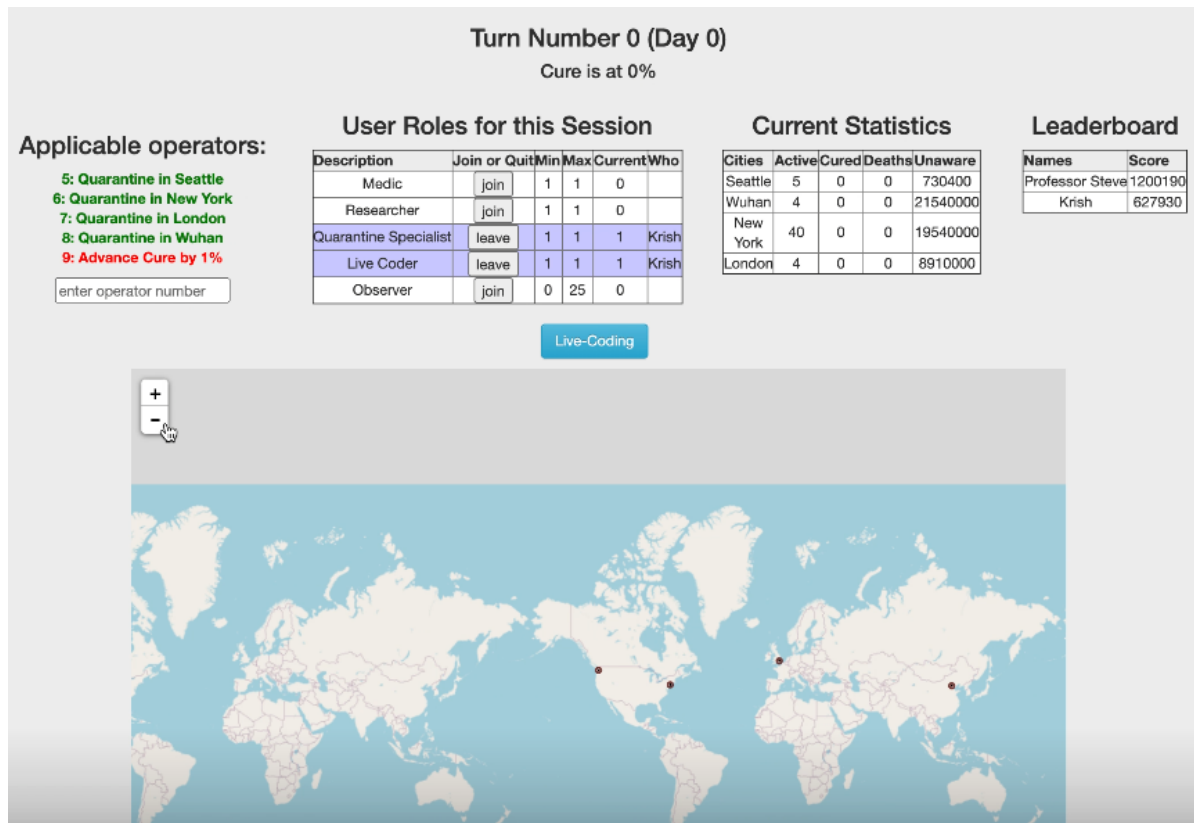 Turn Number 0 (Day 0)
Cure is at 0%
Applicable operators:
5: Quarantine in Seattle
6: Quarantine in New York
7: Quarantine in London
8: Quarantine in Wuhan
9: Advance Cure by 1%
enter operator number
User Roles for this Session
Description Join or Quit Min Max Current Who
Medic join 1 1 0
Researcher join 1 1 0
Quarantine Specialist leave 1 1 1 Krish
Live Coder leave 1 1 1 Krish
Observer join 0 25 0
Current Statistics
Cities Active Cured Deaths Unaware
Seattle 5 0 0 730400
Wuhan 4 0 0 21540000
New
York 40 0 0 19540000
London 4 0 0 8910000
Leaderboard
Names Score
Professor Steve 1200190
Krish 627930
Live-Coding
+
−